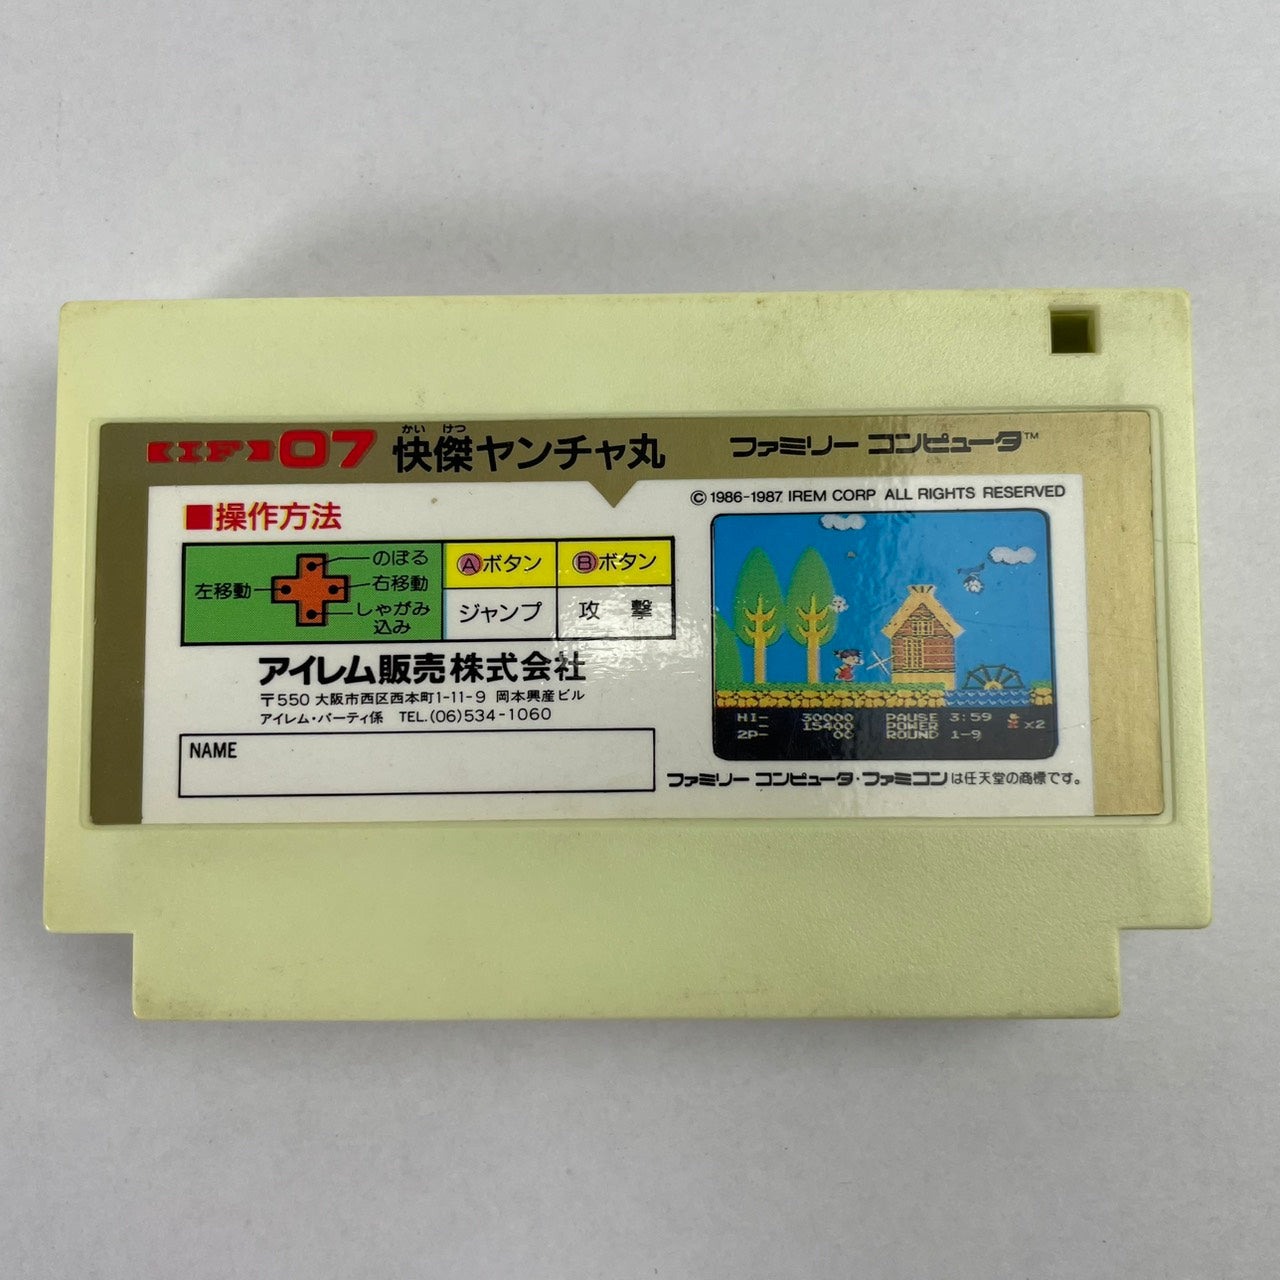 IF 07 快傑ヤンチャ丸
かい けつ
ファミリー コンピュータ™
© 1986-1987 IREM CORP ALL RIGHTS RESERVED
■操作方法
のぼる
左移動
右移動
しゃがみ
込み
Ⓐボタン
Ⓑボタン
ジャンプ
攻 撃
アイレム販売株式会社
〒550 大阪市西区西本町1-11-9 岡本興産ビル
アイレム・パーティ係 TEL.(06)534-1060
NAME
HI- 30000 PAUSE 3:59
- 15400 POWER ×2
2P- 00 ROUND 1-9
ファミリー コンピュータ・ファミコンは任天堂の商標です。